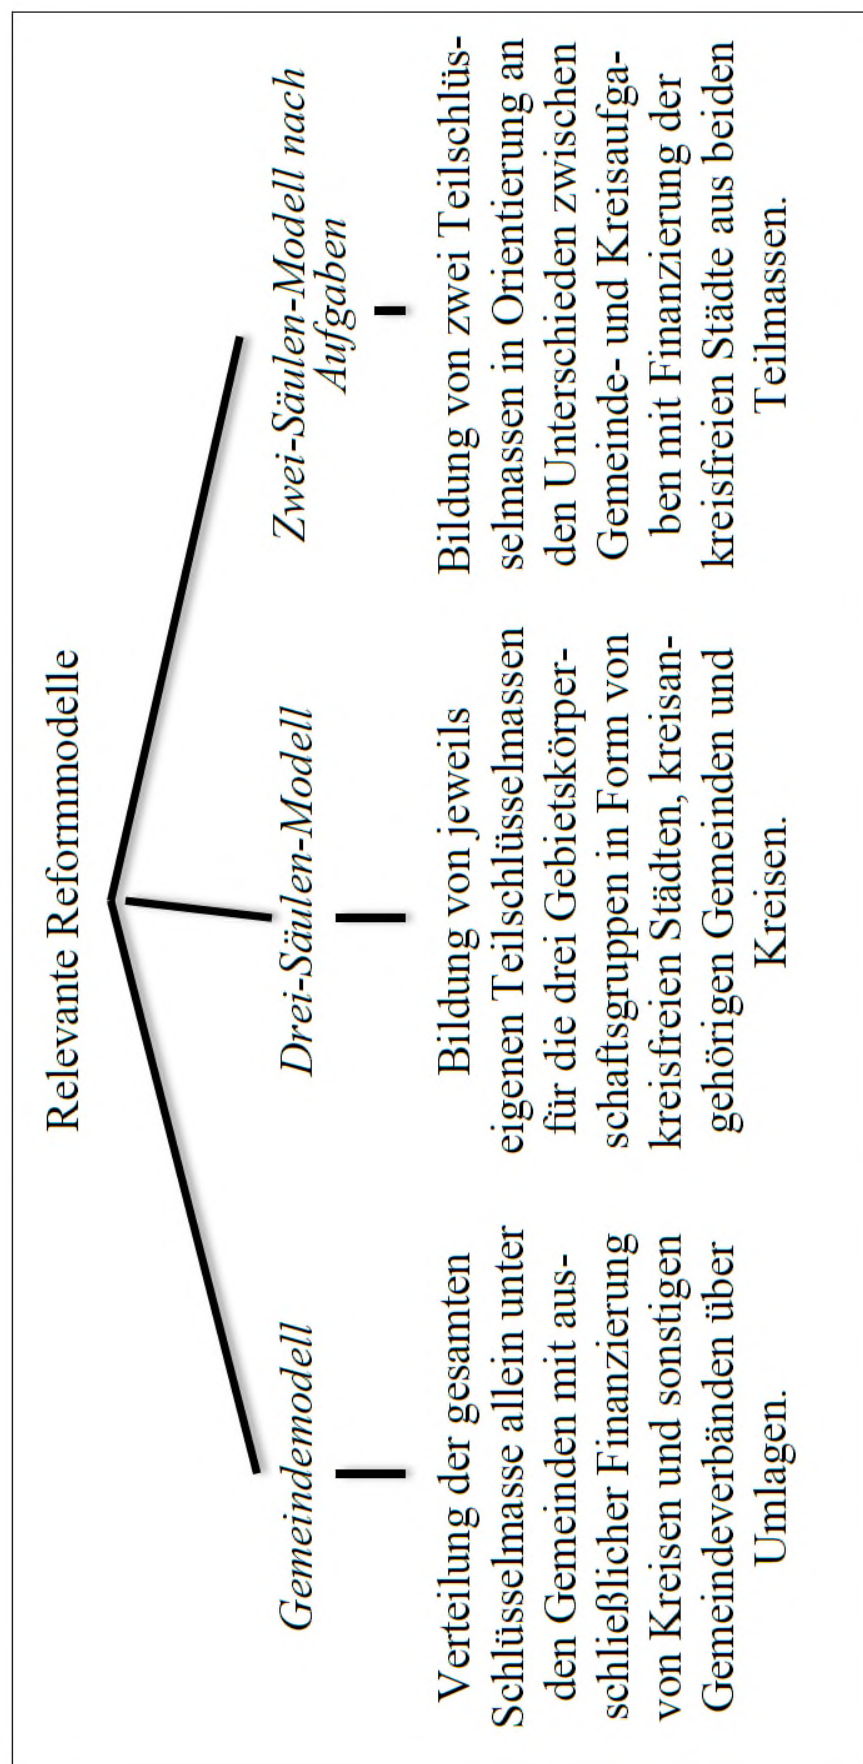 Relevante Reformmodelle
Gemeindemodell
Verteilung der gesamten
Schlüsselmasse allein unter
den Gemeinden mit aus-
schließlicher Finanzierung
von Kreisen und sonstigen
Gemeindeverbänden über
Umlagen.
Drei-Säulen-Modell
Bildung von jeweils
eigenen Teilschlüsselmassen
für die drei Gebietskörper-
schaftsgruppen in Form von
kreisfreien Städten, kreisan-
gehörigen Gemeinden und
Kreisen.
Zwei-Säulen-Modell nach
Aufgaben
Bildung von zwei Teilschlüs-
selmassen in Orientierung an
den Unterschieden zwischen
Gemeinde- und Kreisaufga-
ben mit Finanzierung der
kreisfreien Städte aus beiden
Teilmassen.